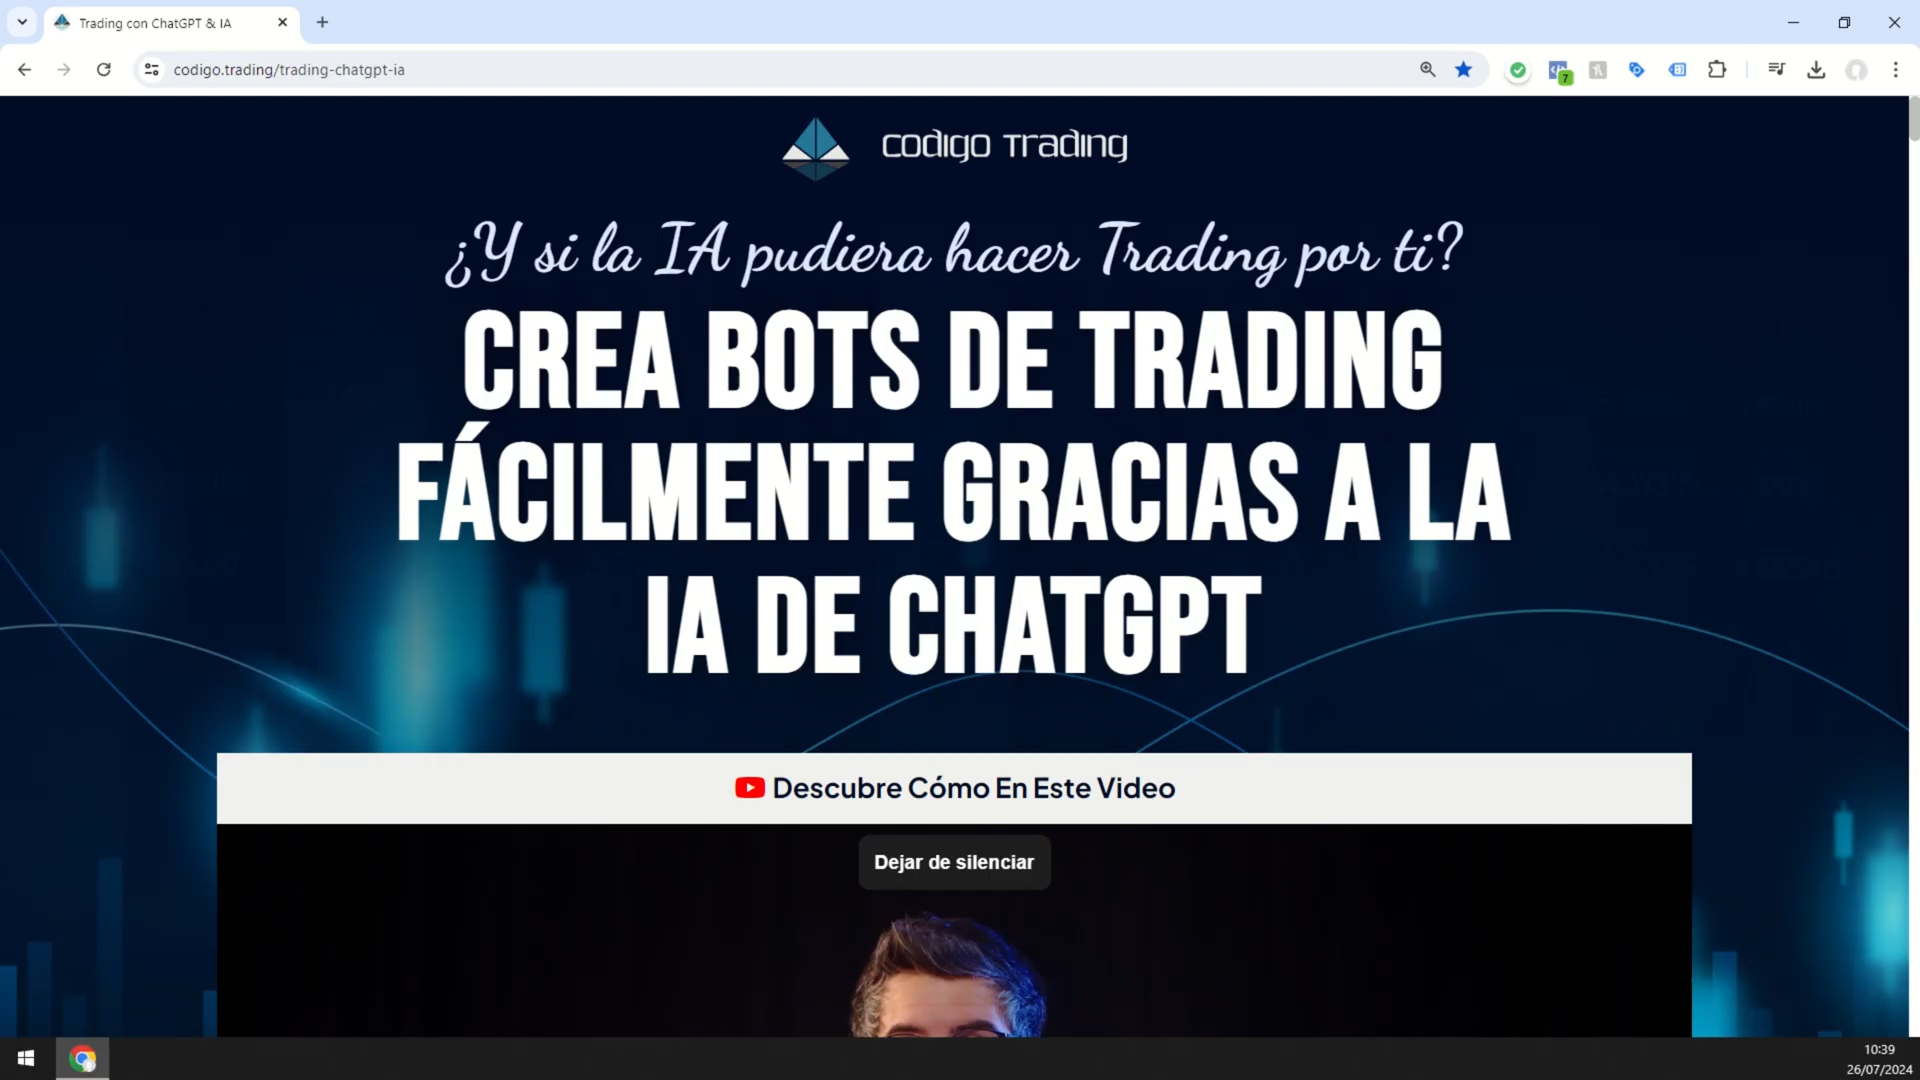 Trading con ChatGPT & IA
codigo.trading/trading-chatgpt-ia
7
codigo Trading
¿Y si la IA pudiera hacer Trading por ti?
CREA BOTS DE TRADING
FÁCILMENTE GRACIAS A LA
IA DE CHATGPT
Descubre Cómo En Este Video
Dejar de silenciar
10:39
26/07/2024